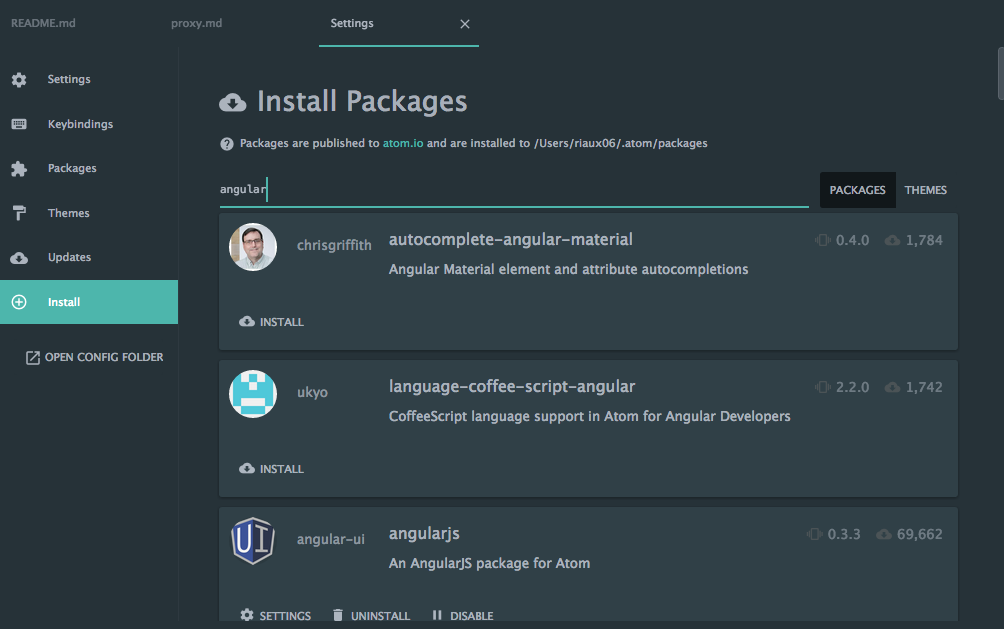 README.md
proxy.md
Settings
Settings
Keybindings
Packages
Themes
Updates
Install
OPEN CONFIG FOLDER
Install Packages
Packages are published to atom.io and are installed to /Users/riaux06/.atom/packages
angular
PACKAGES
THEMES
chrisgriffith
autocomplete-angular-material
0.4.0
1,784
Angular Material element and attribute autocompletions
INSTALL
ukyo
language-coffee-script-angular
2.2.0
1,742
CoffeeScript language support in Atom for Angular Developers
INSTALL
UI
angular-ui
angularjs
0.3.3
69,662
An AngularJS package for Atom
SETTINGS
UNINSTALL
DISABLE